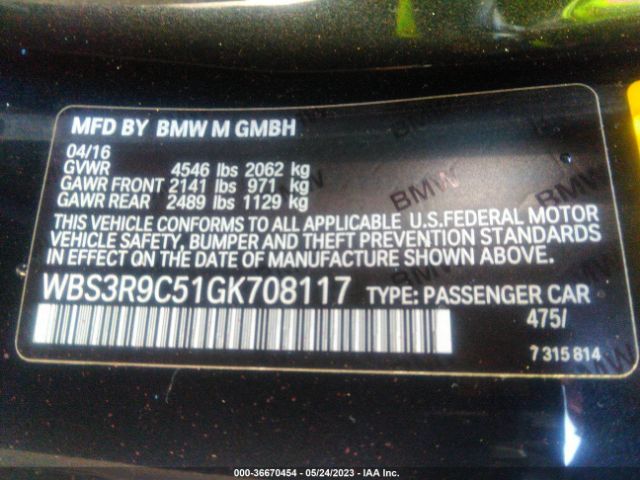 MFD BY BMW M GMBH
04/16
GVWR 4546 lbs 2062 kg
GAWR FRONT 2141 lbs 971 kg
GAWR REAR 2489 lbs 1129 kg
THIS VEHICLE CONFORMS TO ALL APPLICABLE U.S.FEDERAL MOTOR
VEHICLE SAFETY, BUMPER AND THEFT PREVENTION STANDARDS
IN EFFECT ON THE DATE OF MANUFACTURE SHOWN ABOVE.
WBS3R9C51GK708117 TYPE: PASSENGER CAR
475/
7 315 814
BMW
BMW
BMW
000-36670454 - 05/24/2023 - IAA Inc.